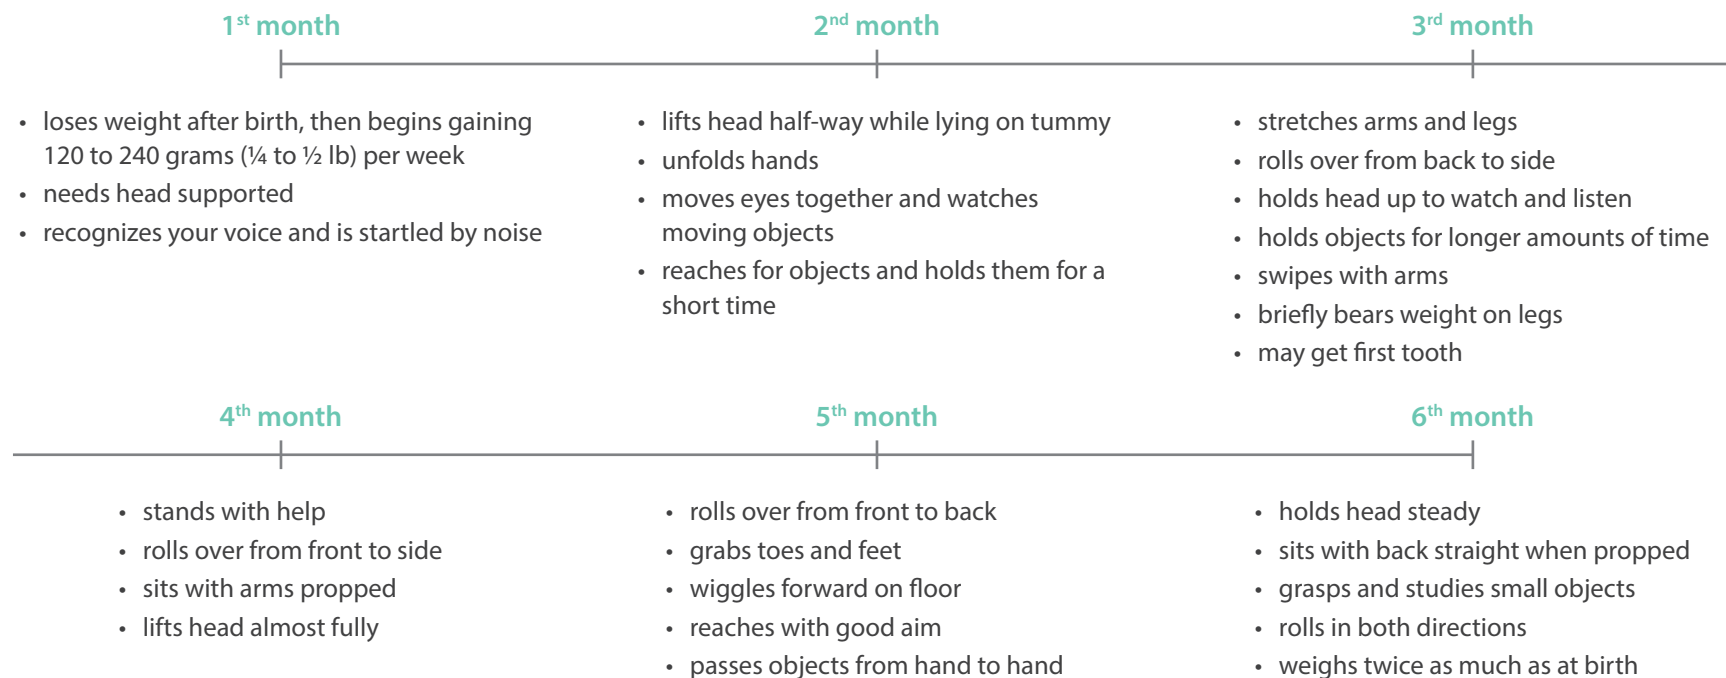 1st month
• loses weight after birth, then begins gaining
120 to 240 grams (¼ to ½ lb) per week
• needs head supported
• recognizes your voice and is startled by noise
2nd month
• lifts head half-way while lying on tummy
• unfolds hands
• moves eyes together and watches
moving objects
• reaches for objects and holds them for a
short time
3rd month
• stretches arms and legs
• rolls over from back to side
• holds head up to watch and listen
• holds objects for longer amounts of time
• swipes with arms
• briefly bears weight on legs
• may get first tooth
4th month
• stands with help
• rolls over from front to side
• sits with arms propped
• lifts head almost fully
5th month
• rolls over from front to back
• grabs toes and feet
• wiggles forward on floor
• reaches with good aim
• passes objects from hand to hand
6th month
• holds head steady
• sits with back straight when propped
• grasps and studies small objects
• rolls in both directions
• weighs twice as much as at birth